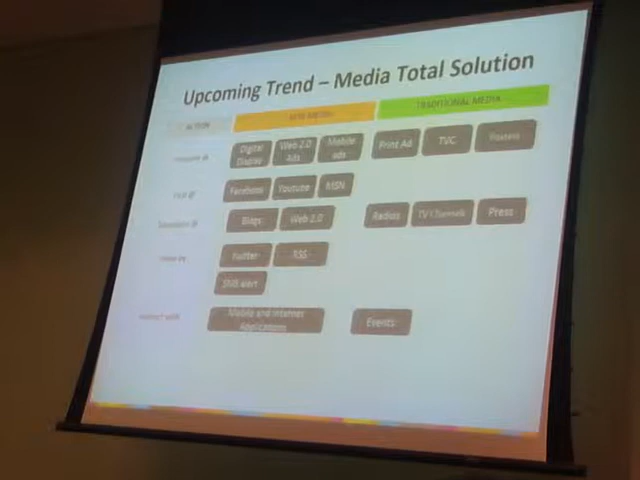 Upcoming Trend – Media Total Solution
ACTION NEW MEDIA TRADITIONAL MEDIA
Digital Display Web 2.0 Ads Mobile ads Print Ad TVC
Facebook Youtube MSN
Blogs Web 2.0 Radios TV Channels Press
Twitter RSS
SMS alert
Mobile and Internet Applications Events